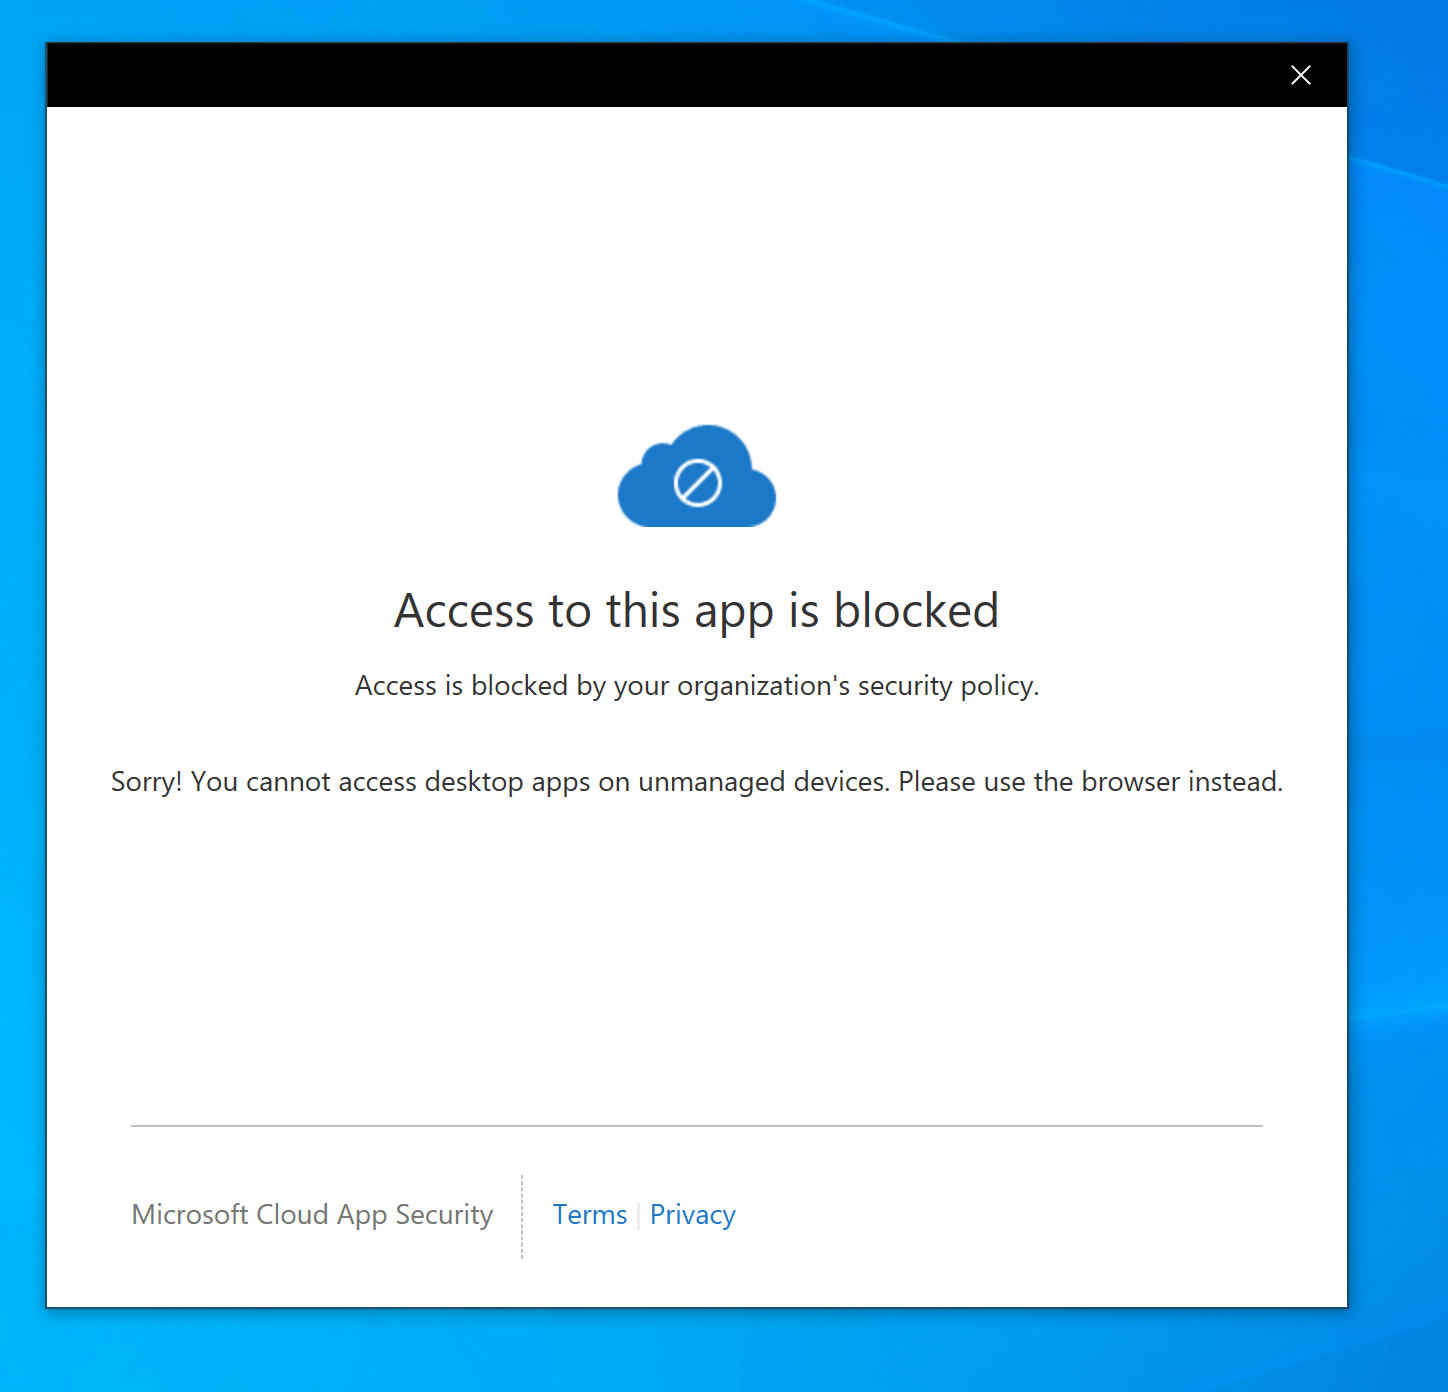 Access to this app is blocked
Access is blocked by your organization's security policy.
Sorry! You cannot access desktop apps on unmanaged devices. Please use the browser instead.
Microsoft Cloud App Security
Terms | Privacy